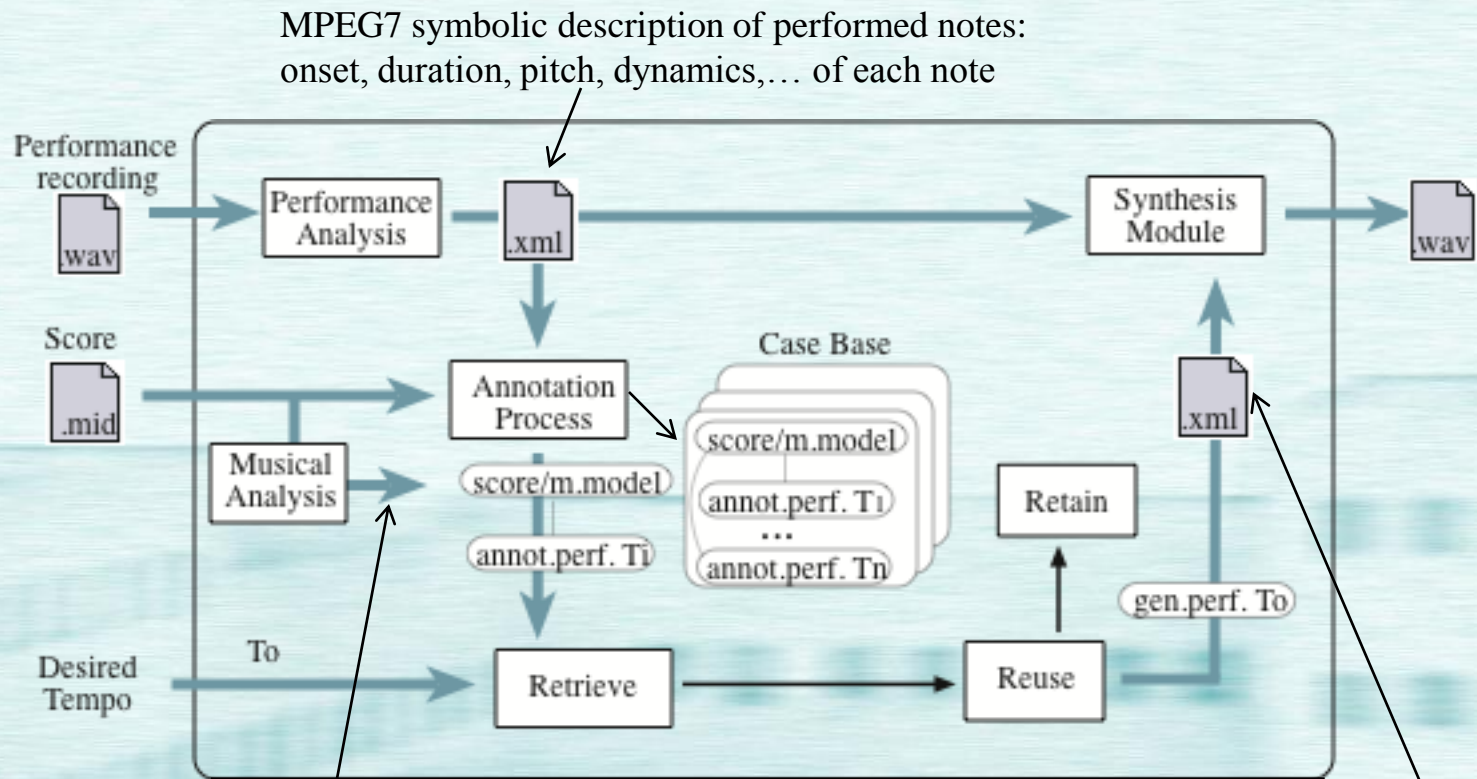 MPEG7 symbolic description of performed notes:
onset, duration, pitch, dynamics,… of each note
Performance
recording
.wav
Performance
Analysis
.xml
Synthesis
Module
.wav
Score
.mid
Musical
Analysis
Annotation
Process
score/m.model
annot.perf. Ti
Case Base
score/m.model
annot.perf. T1
...
annot.perf. Tn
Retain
.xml
gen.perf. To
Desired
Tempo
To
Retrieve
Reuse